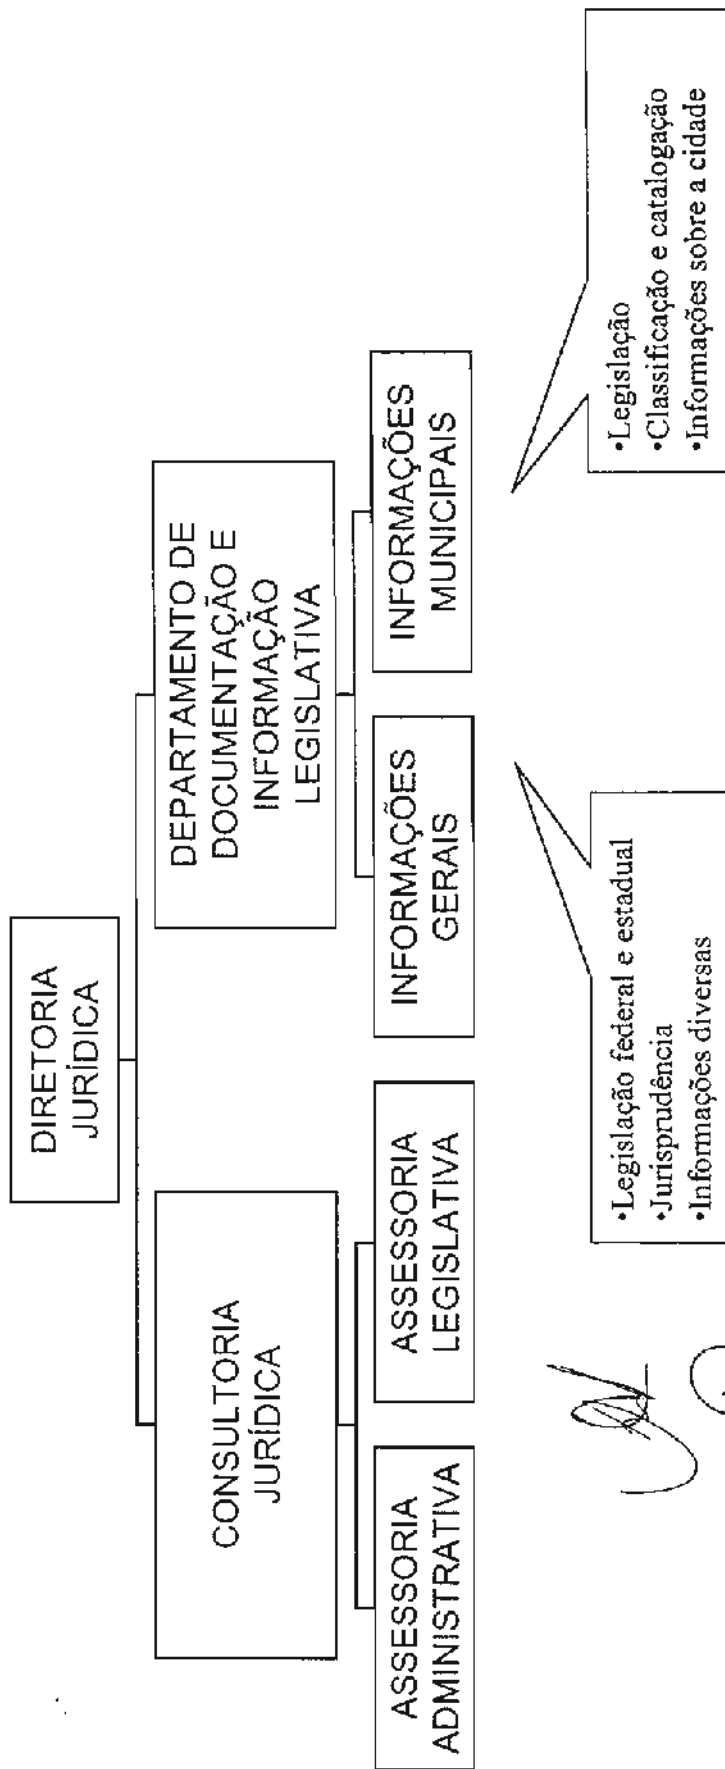 DIRETORIA
JURÍDICA
CONSULTORIA
JURÍDICA
DEPARTAMENTO DE
DOCUMENTAÇÃO E
INFORMAÇÃO
LEGISLATIVA
ASSESSORIA
ADMINISTRATIVA
ASSESSORIA
LEGISLATIVA
INFORMAÇÕES
GERAIS
INFORMAÇÕES
MUNICIPAIS
•Legislação federal e estadual
•Jurisprudência
•Informações diversas
•Legislação
•Classificação e catalogação
•Informações sobre a cidade